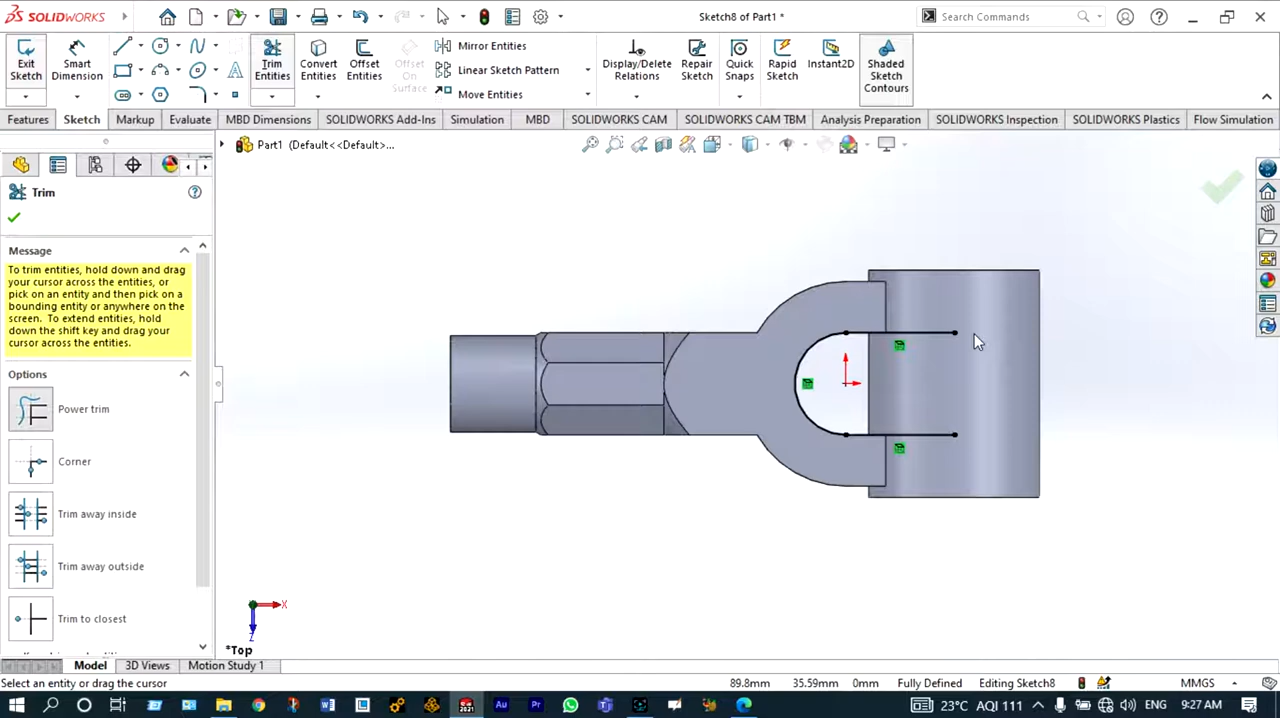 SOLIDWORKS
Sketch8 of Part1 *
Search Commands
Exit Sketch
Smart Dimension
Trim Entities
Convert Entities
Offset Entities
Offset On Surface
Mirror Entities
Linear Sketch Pattern
Move Entities
Display/Delete Relations
Repair Sketch
Quick Snaps
Rapid Sketch
Instant2D
Shaded Sketch Contours
Features
Sketch
Markup
Evaluate
MBD Dimensions
SOLIDWORKS Add-Ins
Simulation
MBD
SOLIDWORKS CAM
SOLIDWORKS CAM TBM
Analysis Preparation
SOLIDWORKS Inspection
SOLIDWORKS Plastics
Flow Simulation
Part1 (Default<<Default>...
Trim
Message
To trim entities, hold down and drag
your cursor across the entities, or
pick on an entity and then pick on a
bounding entity or anywhere on the
screen. To extend entities, hold
down the shift key and drag your
cursor across the entities.
Options
Power trim
Corner
Trim away inside
Trim away outside
Trim to closest
X
Z
*Top
Model
3D Views
Motion Study 1
Select an entity or drag the cursor
89.8mm
35.59mm
0mm
Fully Defined
Editing Sketch8
MMGS
23°C
AQI 111
ENG
9:27 AM